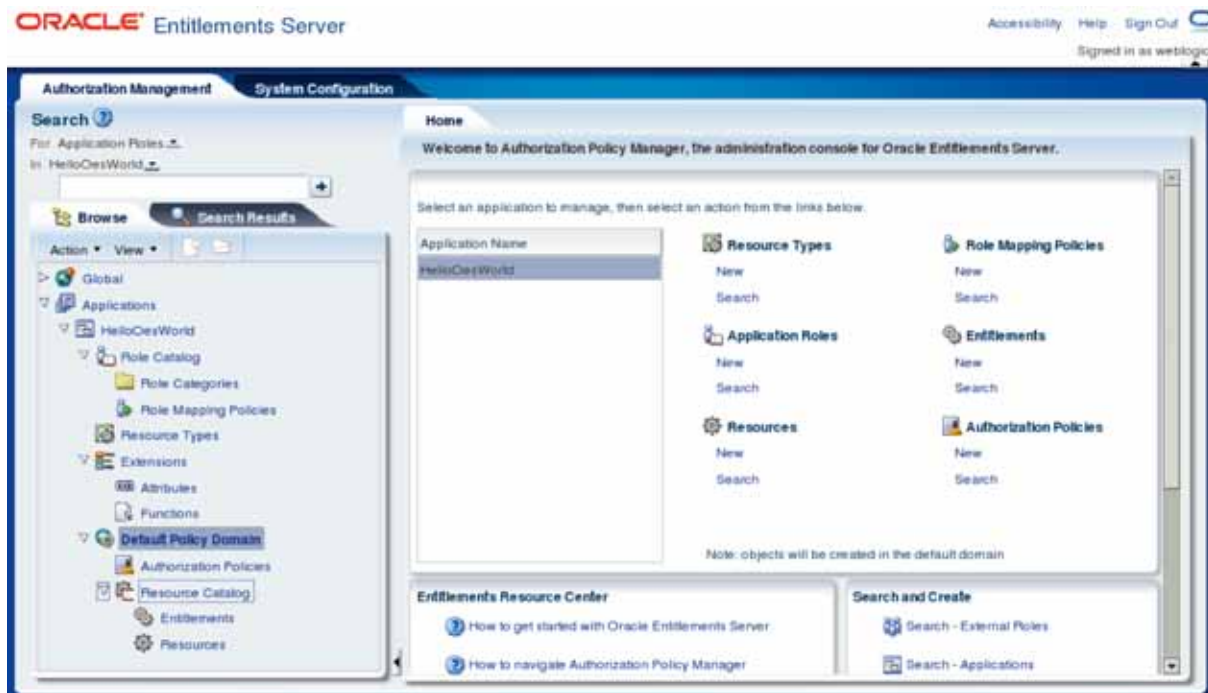 ORACLE Entitlements Server
Accessibility Help Sign Out
Signed in as weblogic
Authorization Management System Configuration
Search
For Application Roles
In HelloOesWorld
Browse Search Results
Action View
Global
Applications
HelloOesWorld
Role Catalog
Role Categories
Role Mapping Policies
Resource Types
Extensions
Attributes
Functions
Default Policy Domain
Authorization Policies
Resource Catalog
Entitlements
Resources
Home
Welcome to Authorization Policy Manager, the administration console for Oracle Entitlements Server.
Select an application to manage, then select an action from the links below.
Application Name
HelloOesWorld
Resource Types
New
Search
Role Mapping Policies
New
Search
Application Roles
New
Search
Entitlements
New
Search
Resources
New
Search
Authorization Policies
New
Search
Note: objects will be created in the default domain
Entitlements Resource Center
How to get started with Oracle Entitlements Server
How to navigate Authorization Policy Manager
Search and Create
Search - External Roles
Search - Applications